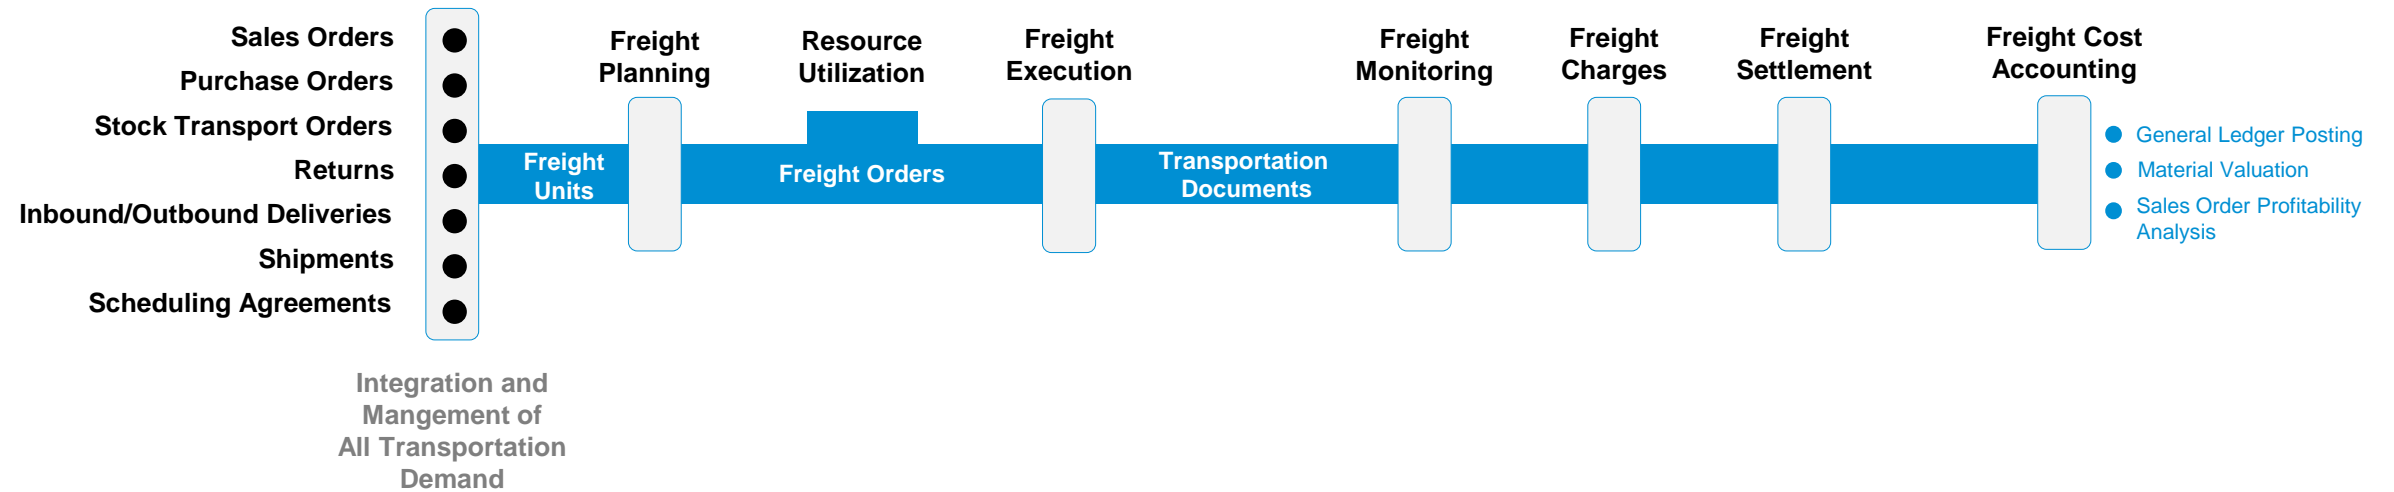 Sales Orders
Purchase Orders
Stock Transport Orders
Returns
Inbound/Outbound Deliveries
Shipments
Scheduling Agreements
Integration and
Mangement of
All Transportation
Demand
Freight
Units
Freight
Planning
Resource
Utilization
Freight Orders
Freight
Execution
Transportation
Documents
Freight
Monitoring
Freight
Charges
Freight
Settlement
Freight Cost
Accounting
General Ledger Posting
Material Valuation
Sales Order Profitability
Analysis